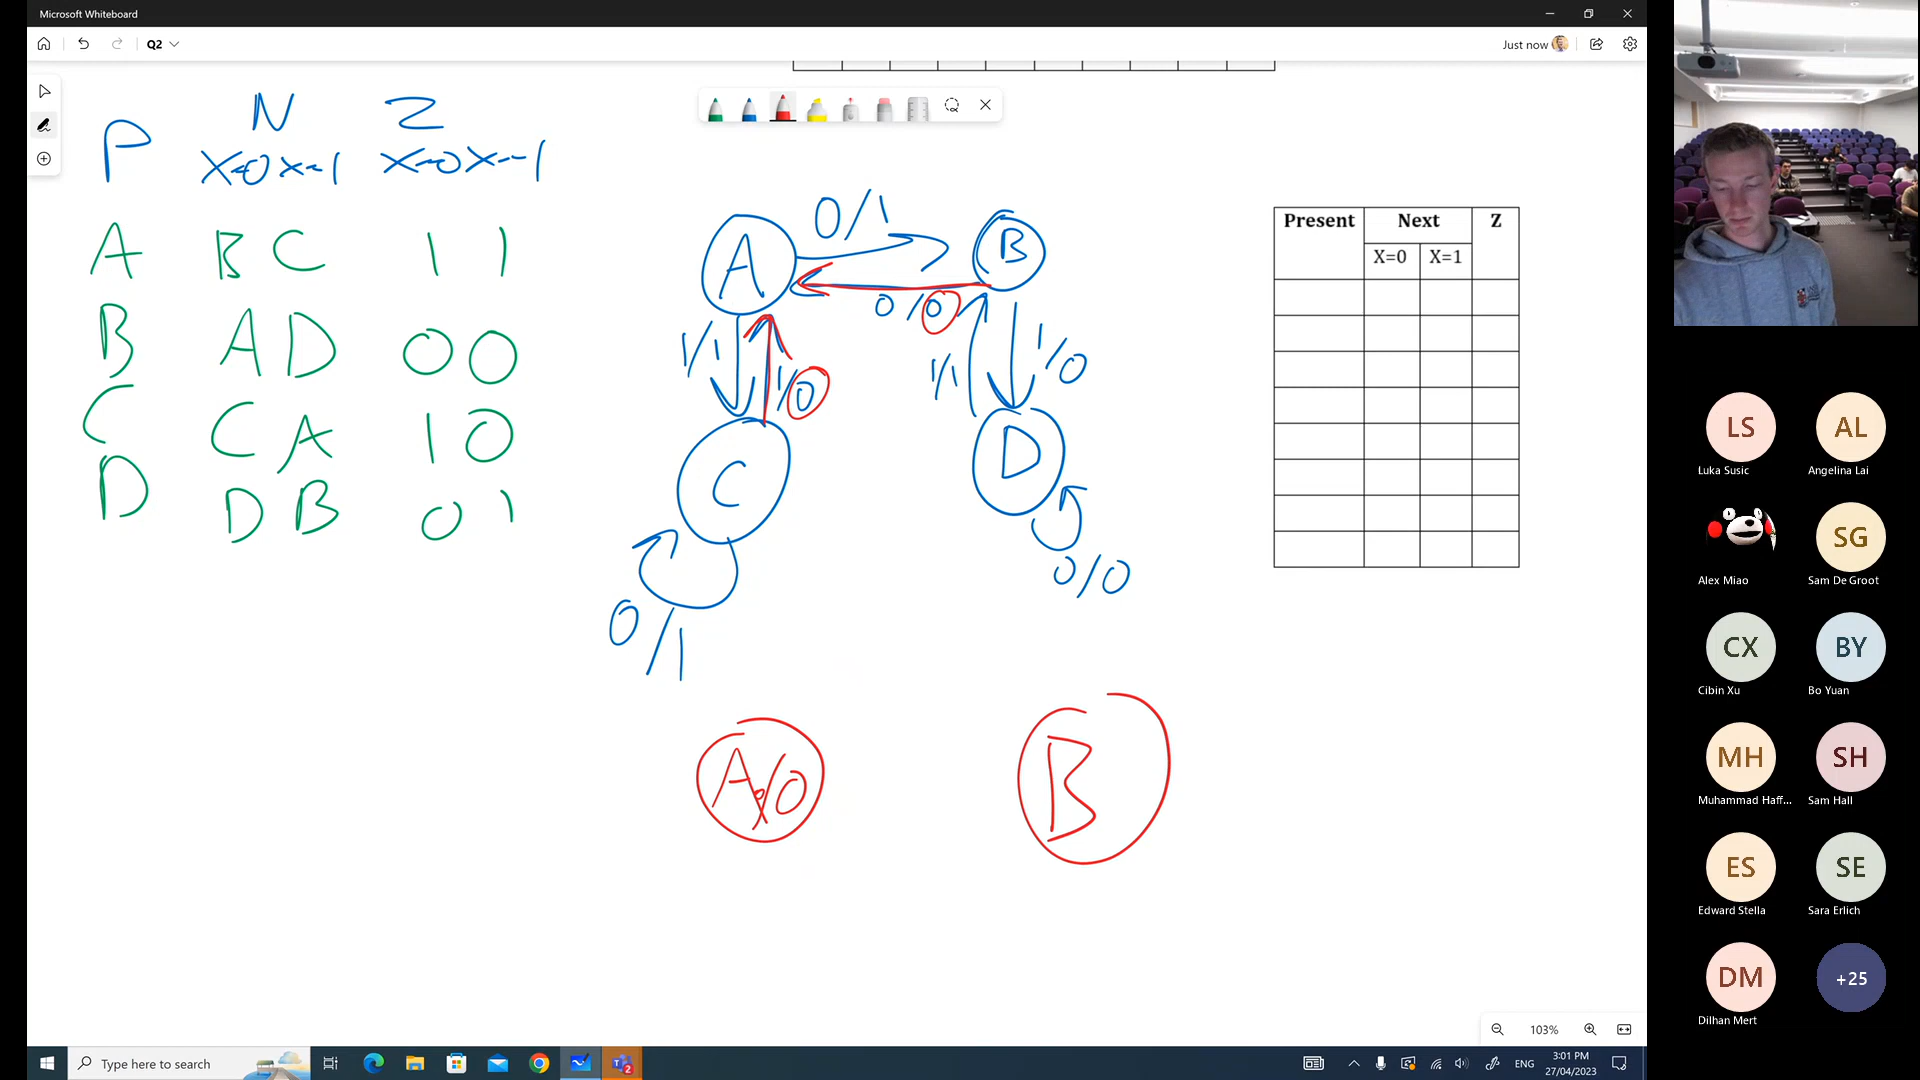 Microsoft Whiteboard
Q2
Just now
N Z
P X=0 X=1 X=0 X=1
A B C 1 1
B A D 0 0
C C A 1 0
D D B 0 1
0/1
A B
0/0
1/1 1/0 1/1 1/0
C D
0/0
0/1
A0/0 B
Present Next Z
X=0 X=1
LS AL
Luka Susic Angelina Lai
SG
Alex Miao Sam De Groot
CX BY
Cibin Xu Bo Yuan
MH SH
Muhammad Haff... Sam Hall
ES SE
Edward Stella Sara Erlich
DM +25
Dilhan Mert
103%
Type here to search
2
ENG
3:01 PM
27/04/2023